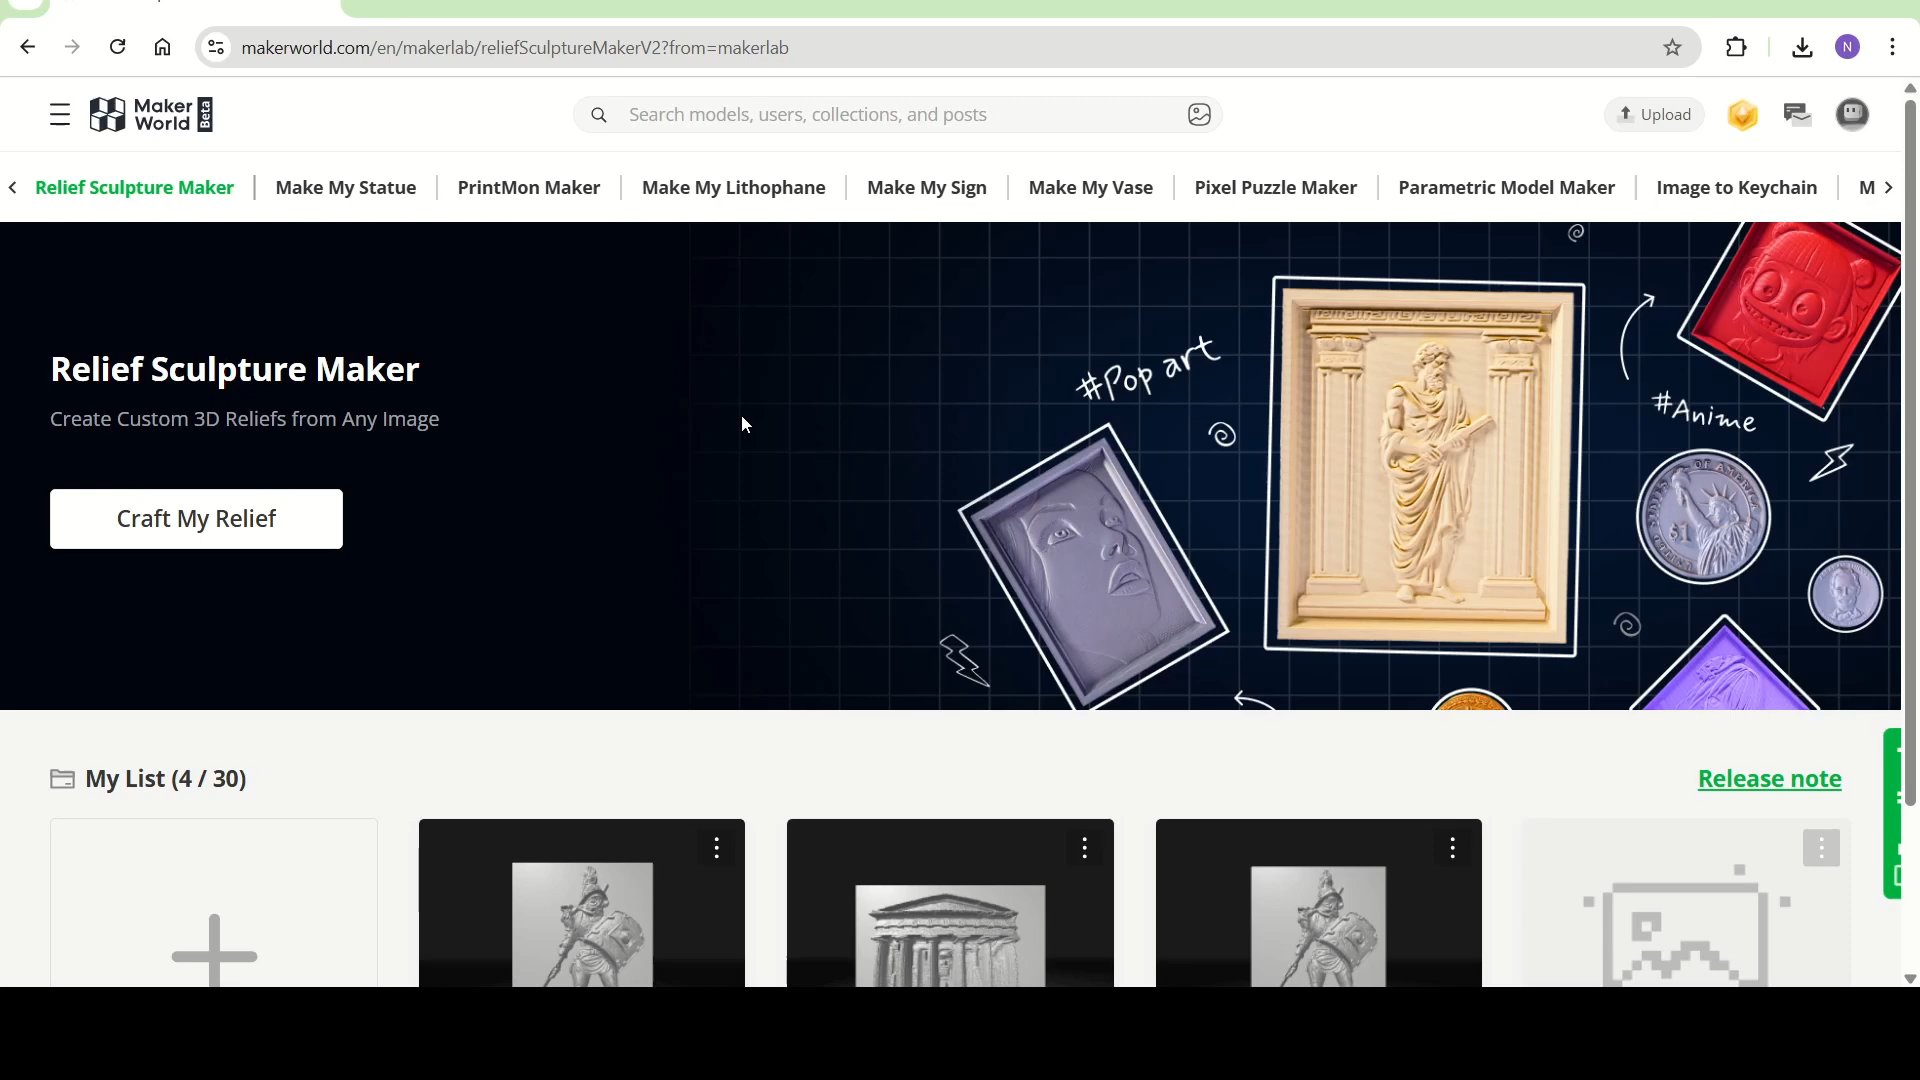 makerworld.com/en/makerlab/reliefSculptureMakerV2?from=makerlab
N
Maker World Beta
Search models, users, collections, and posts
Upload
Relief Sculpture Maker
Make My Statue
PrintMon Maker
Make My Lithophane
Make My Sign
Make My Vase
Pixel Puzzle Maker
Parametric Model Maker
Image to Keychain
M
Relief Sculpture Maker
Create Custom 3D Reliefs from Any Image
Craft My Relief
#Pop art
#Anime
OF AMERICA
$1
My List (4 / 30)
Release note